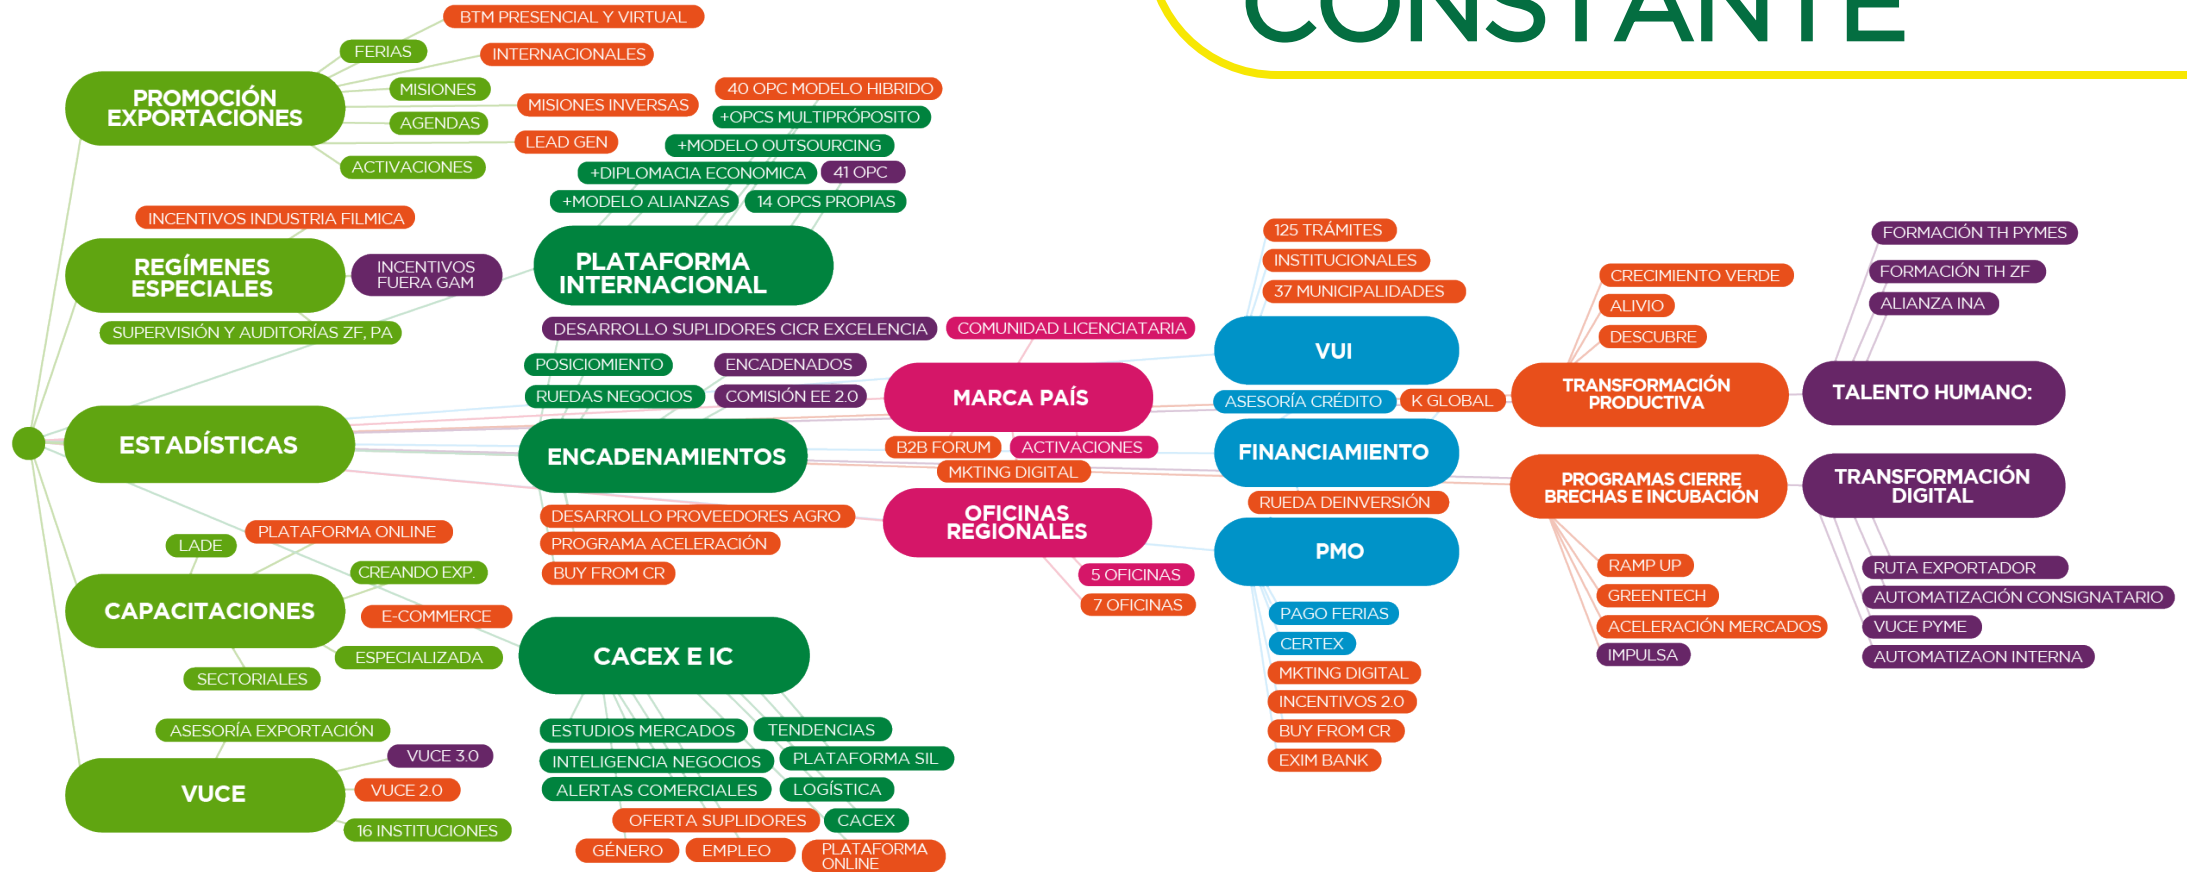 CONSTANTE
BTM PRESENCIAL Y VIRTUAL
FERIAS
INTERNACIONALES
PROMOCIÓN
EXPORTACIONES
MISIONES
MISIONES INVERSAS
AGENDAS
LEAD GEN
ACTIVACIONES
40 OPC MODELO HIBRIDO
+OPCS MULTIPRÓPOSITO
+MODELO OUTSOURCING
+DIPLOMACIA ECONOMICA
41 OPC
+MODELO ALIANZAS
14 OPCS PROPIAS
PLATAFORMA
INTERNACIONAL
INCENTIVOS INDUSTRIA FILMICA
REGÍMENES
ESPECIALES
INCENTIVOS
FUERA GAM
SUPERVISIÓN Y AUDITORÍAS ZF, PA
ESTADÍSTICAS
DESARROLLO SUPLIDORES CICR EXCELENCIA
POSICIOMIENTO
ENCADENADOS
RUEDAS NEGOCIOS
COMISIÓN EE 2.0
ENCADENAMIENTOS
DESARROLLO PROVEEDORES AGRO
PROGRAMA ACELERACIÓN
BUY FROM CR
COMUNIDAD LICENCIATARIA
MARCA PAÍS
B2B FORUM
ACTIVACIONES
MKTING DIGITAL
OFICINAS
REGIONALES
5 OFICINAS
7 OFICINAS
125 TRÁMITES
INSTITUCIONALES
37 MUNICIPALIDADES
VUI
ASESORÍA CRÉDITO
K GLOBAL
FINANCIAMIENTO
RUEDA DEINVERSIÓN
PMO
PAGO FERIAS
CERTEX
MKTING DIGITAL
INCENTIVOS 2.0
BUY FROM CR
EXIM BANK
CRECIMIENTO VERDE
ALIVIO
DESCUBRE
TRANSFORMACIÓN
PRODUCTIVA
PROGRAMAS CIERRE
BRECHAS E INCUBACIÓN
RAMP UP
GREENTECH
ACELERACIÓN MERCADOS
IMPULSA
FORMACIÓN TH PYMES
FORMACIÓN TH ZF
ALIANZA INA
TALENTO HUMANO:
TRANSFORMACIÓN
DIGITAL
RUTA EXPORTADOR
AUTOMATIZACIÓN CONSIGNATARIO
VUCE PYME
AUTOMATIZAON INTERNA
PLATAFORMA ONLINE
LADE
CREANDO EXP.
CAPACITACIONES
E-COMMERCE
ESPECIALIZADA
SECTORIALES
CACEX E IC
ESTUDIOS MERCADOS
TENDENCIAS
INTELIGENCIA NEGOCIOS
PLATAFORMA SIL
ALERTAS COMERCIALES
LOGÍSTICA
OFERTA SUPLIDORES
CACEX
GÉNERO
EMPLEO
PLATAFORMA
ONLINE
ASESORÍA EXPORTACIÓN
VUCE 3.0
VUCE
VUCE 2.0
16 INSTITUCIONES